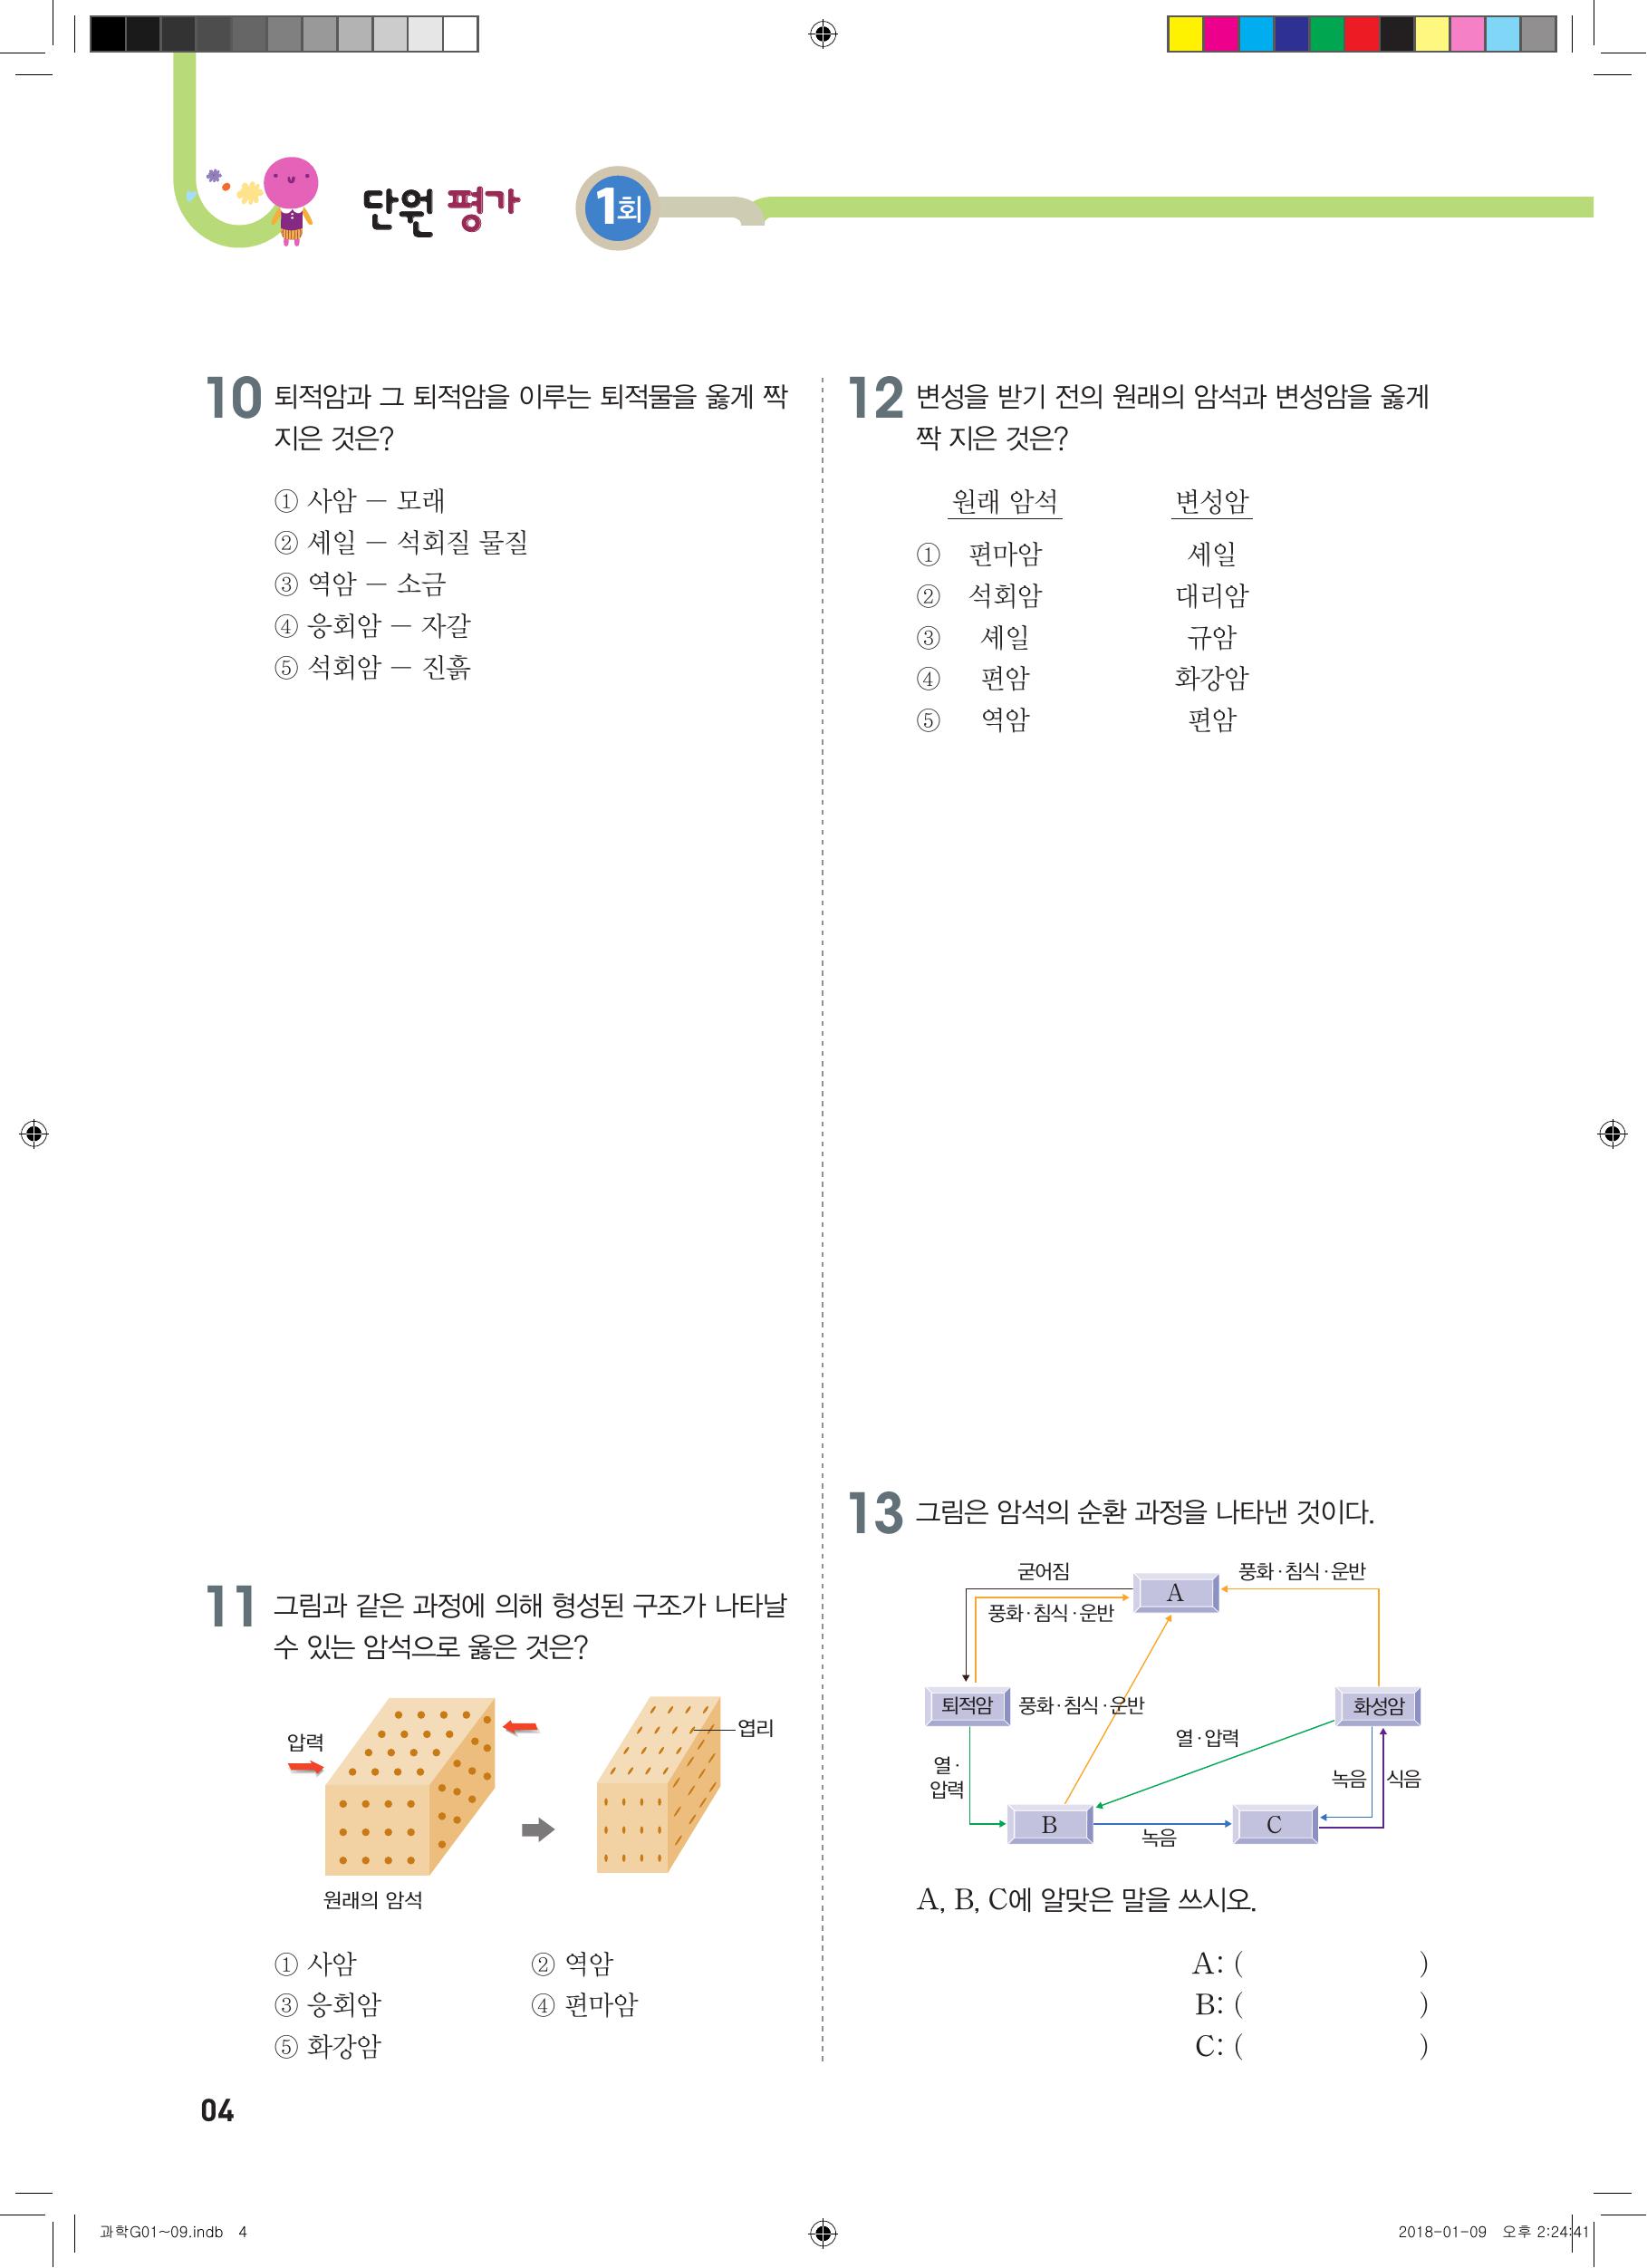 단원 평가 1회
10 퇴적암과 그 퇴적암을 이루는 퇴적물을 옳게 짝
지은 것은?
① 사암 - 모래
② 셰일 - 석회질 물질
③ 역암 - 소금
④ 응회암 - 자갈
⑤ 석회암 - 진흙
11 그림과 같은 과정에 의해 형성된 구조가 나타날
수 있는 암석으로 옳은 것은?
압력
엽리
원래의 암석
① 사암 ② 역암
③ 응회암 ④ 편마암
⑤ 화강암
12 변성을 받기 전의 원래의 암석과 변성암을 옳게
짝 지은 것은?
원래 암석 변성암
① 편마암 셰일
② 석회암 대리암
③ 셰일 규암
④ 편암 화강암
⑤ 역암 편암
13 그림은 암석의 순환 과정을 나타낸 것이다.
굳어짐
풍화·침식·운반
A
풍화·침식·운반
퇴적암
풍화·침식·운반
화성암
열·압력
열·
압력
녹음
식음
B
C
녹음
A, B, C에 알맞은 말을 쓰시오.
A: ( )
B: ( )
C: ( )
04
과학G01~09.indb 4
2018-01-09 오후 2:24:41